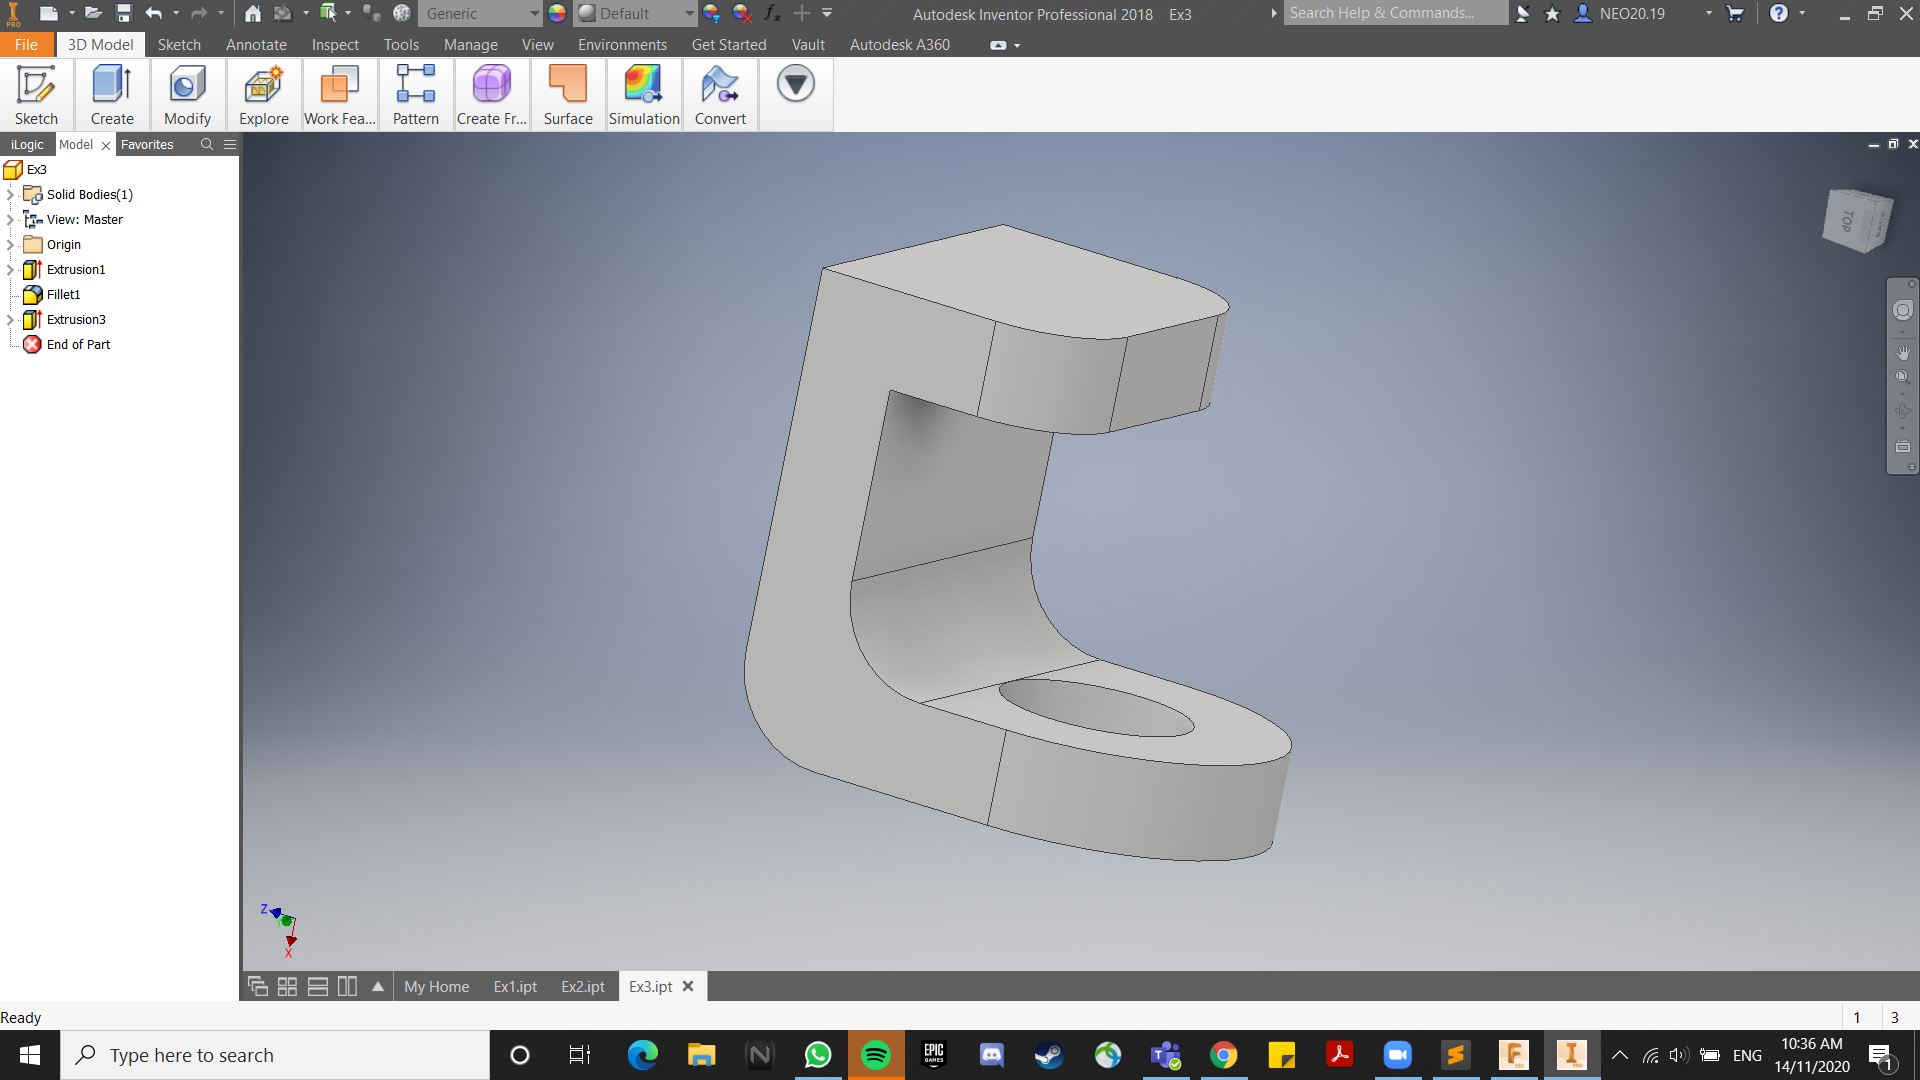 Generic
Default
Autodesk Inventor Professional 2018 Ex3
Search Help & Commands...
NEO20.19
PRO
File 3D Model Sketch Annotate Inspect Tools Manage View Environments Get Started Vault Autodesk A360
Sketch Create Modify Explore Work Fea... Pattern Create Fr... Surface Simulation Convert
iLogic Model Favorites
Ex3
Solid Bodies(1)
View: Master
Origin
Extrusion1
Fillet1
Extrusion3
End of Part
TOP
Z
X
My Home Ex1.ipt Ex2.ipt Ex3.ipt
Ready
1 3
Type here to search
EPIC
GAMES
ENG
10:36 AM
14/11/2020
1